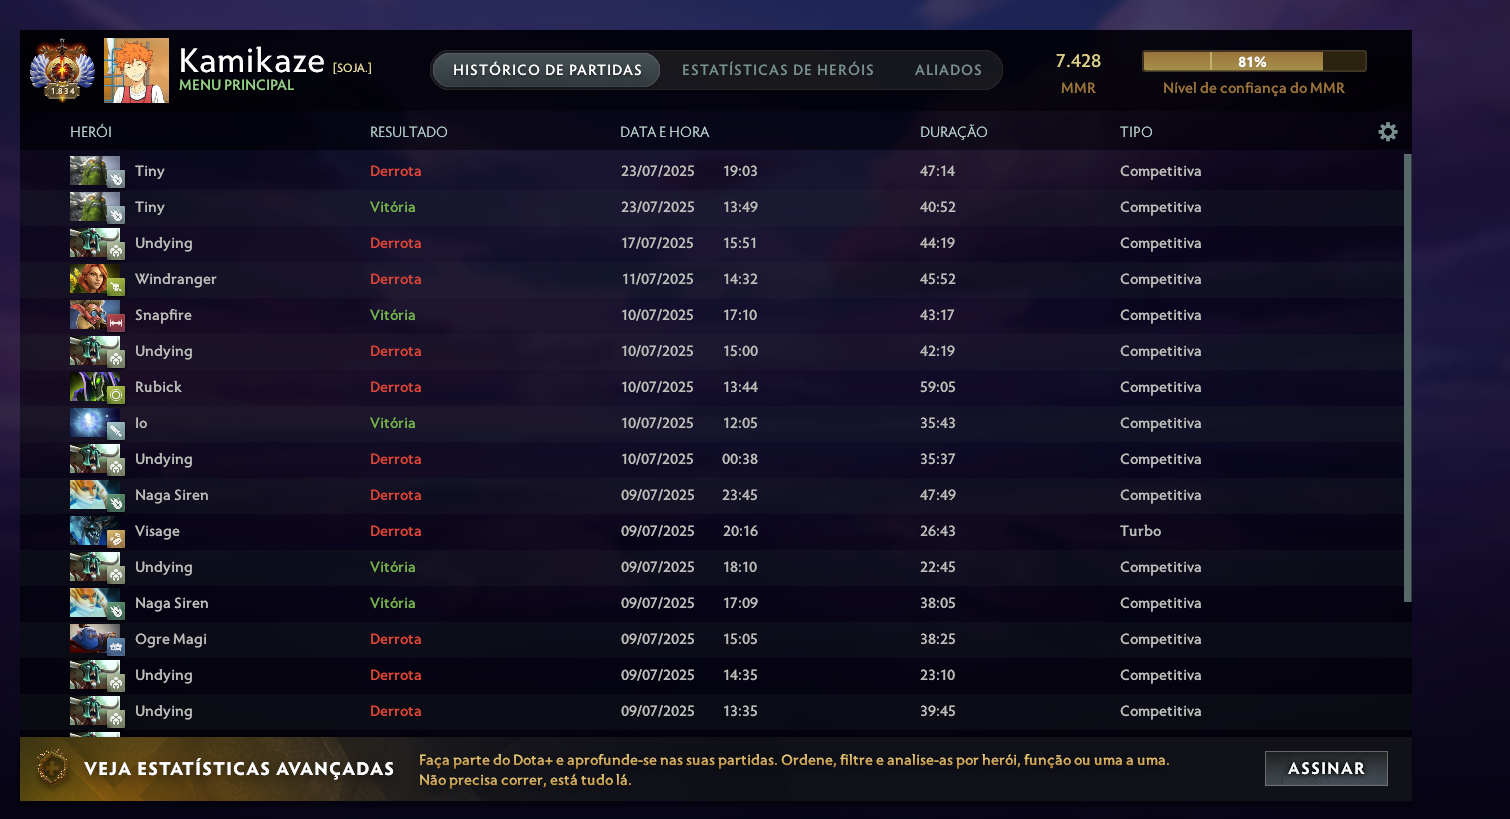 Kamikaze [SOJA.]
MENU PRINCIPAL
1.834
HISTÓRICO DE PARTIDAS ESTATÍSTICAS DE HERÓIS ALIADOS
7.428
MMR
81%
Nível de confiança do MMR
HERÓI RESULTADO DATA E HORA DURAÇÃO TIPO
Tiny Derrota 23/07/2025 19:03 47:14 Competitiva
Tiny Vitória 23/07/2025 13:49 40:52 Competitiva
Undying Derrota 17/07/2025 15:51 44:19 Competitiva
Windranger Derrota 11/07/2025 14:32 45:52 Competitiva
Snapfire Vitória 10/07/2025 17:10 43:17 Competitiva
Undying Derrota 10/07/2025 15:00 42:19 Competitiva
Rubick Derrota 10/07/2025 13:44 59:05 Competitiva
Io Vitória 10/07/2025 12:05 35:43 Competitiva
Undying Derrota 10/07/2025 00:38 35:37 Competitiva
Naga Siren Derrota 09/07/2025 23:45 47:49 Competitiva
Visage Derrota 09/07/2025 20:16 26:43 Turbo
Undying Vitória 09/07/2025 18:10 22:45 Competitiva
Naga Siren Vitória 09/07/2025 17:09 38:05 Competitiva
Ogre Magi Derrota 09/07/2025 15:05 38:25 Competitiva
Undying Derrota 09/07/2025 14:35 23:10 Competitiva
Undying Derrota 09/07/2025 13:35 39:45 Competitiva
VEJA ESTATÍSTICAS AVANÇADAS
Faça parte do Dota+ e aprofunde-se nas suas partidas. Ordene, filtre e analise-as por herói, função ou uma a uma.
Não precisa correr, está tudo lá.
ASSINAR